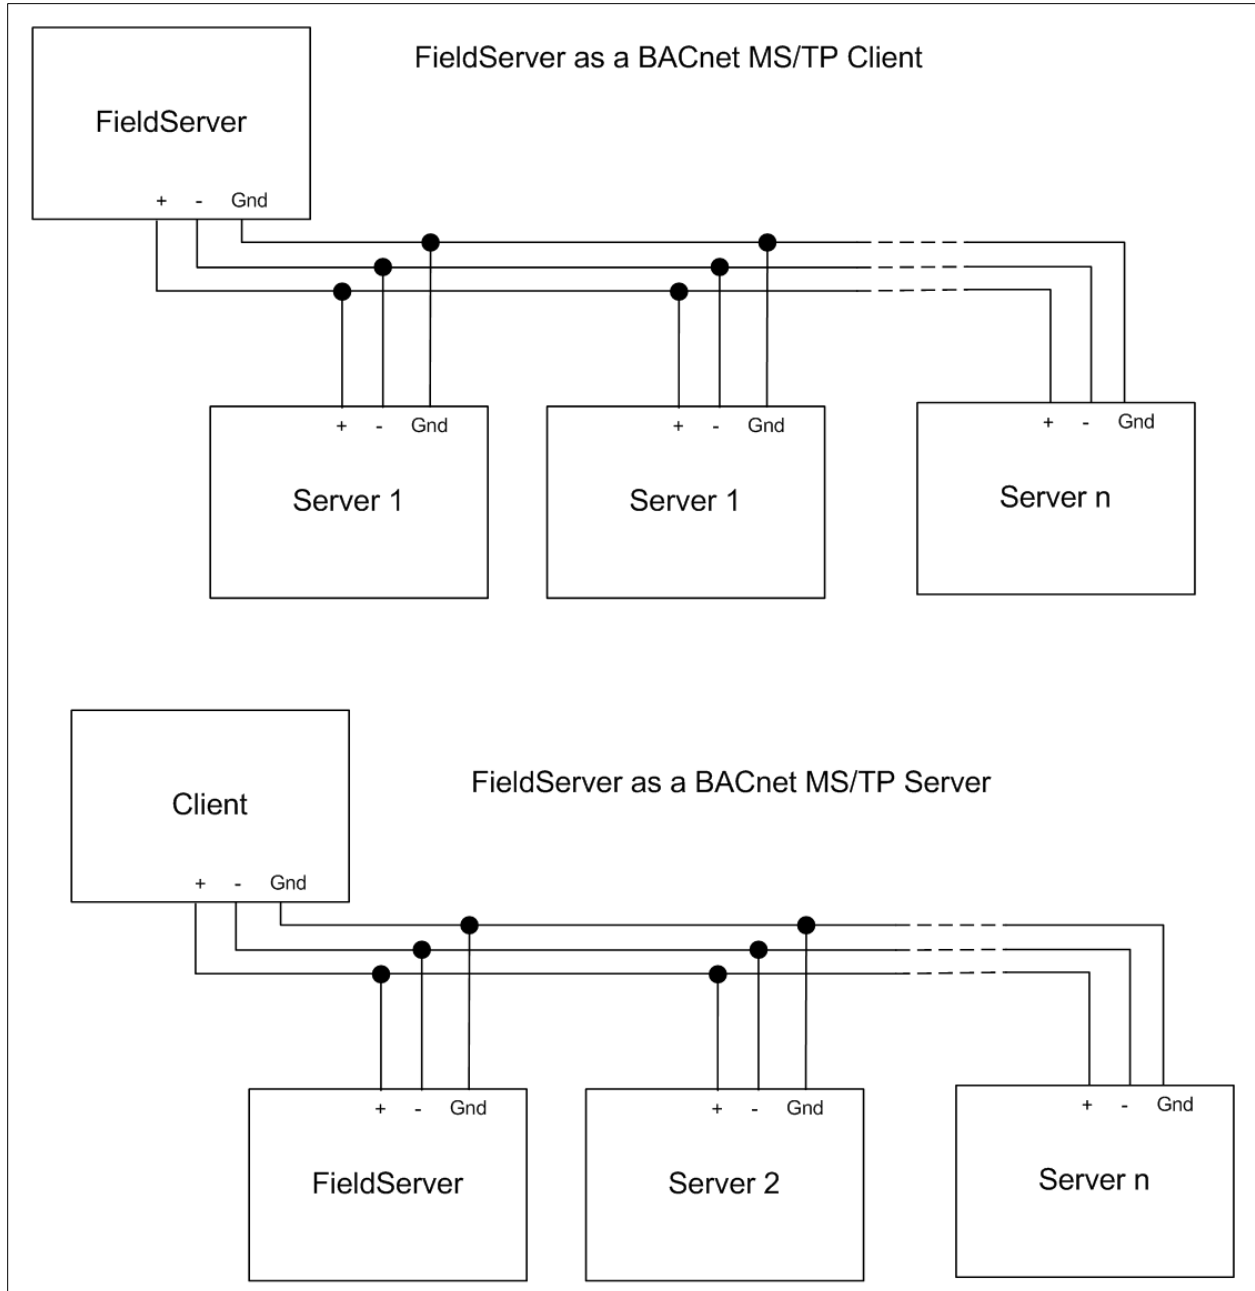 FieldServer as a BACnet MS/TP Client
FieldServer
+ - Gnd
+ - Gnd
+ - Gnd
+ - Gnd
Server 1
Server 1
Server n
FieldServer as a BACnet MS/TP Server
Client
+ - Gnd
+ - Gnd
+ - Gnd
+ - Gnd
FieldServer
Server 2
Server n